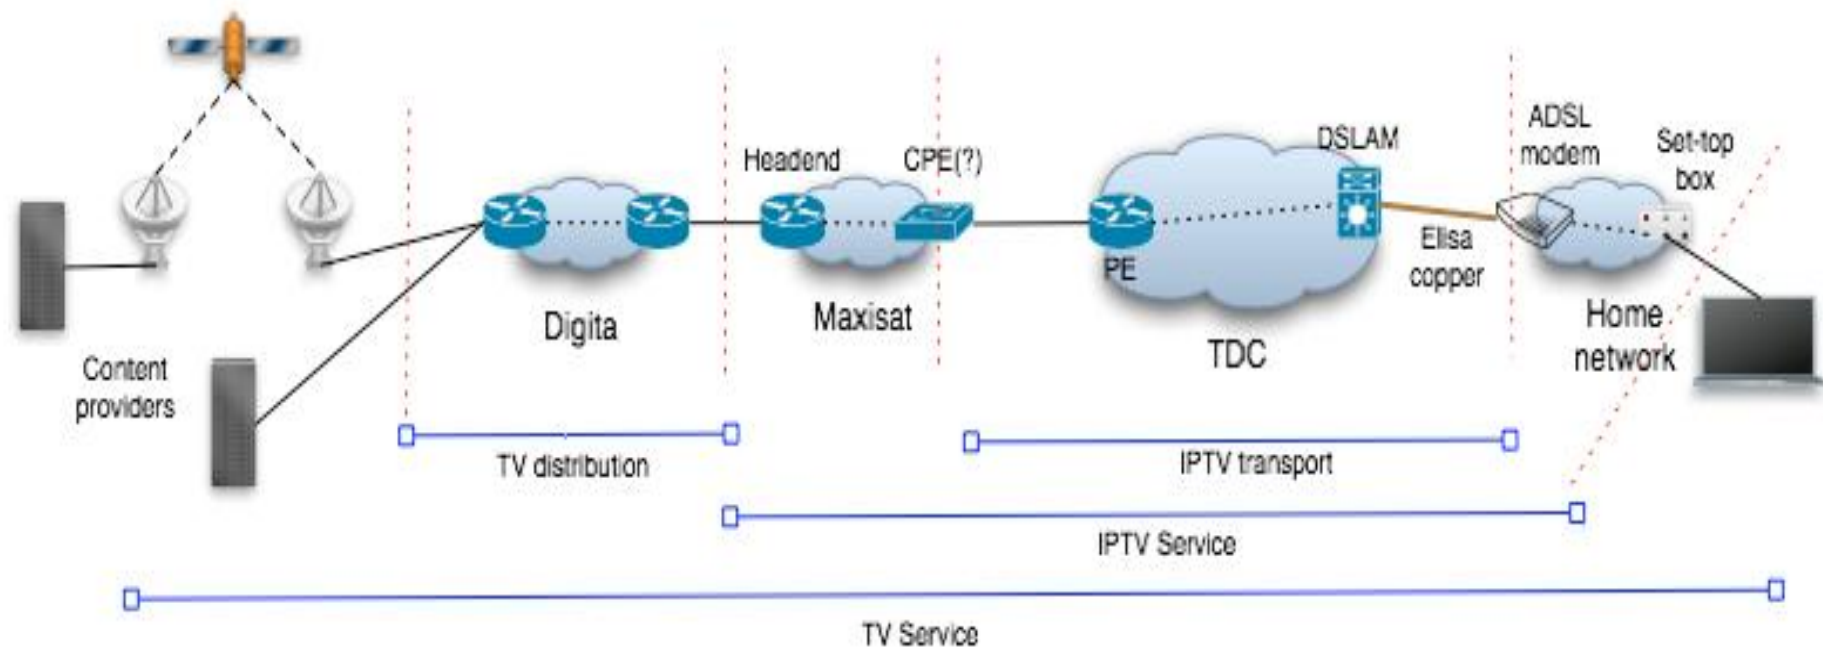 Headend
CPE(?)
DSLAM
ADSL
modem
Set-top
box
PE
Elisa
copper
Digita
Maxisat
TDC
Home
network
Content
providers
TV distribution
IPTV transport
IPTV Service
TV Service